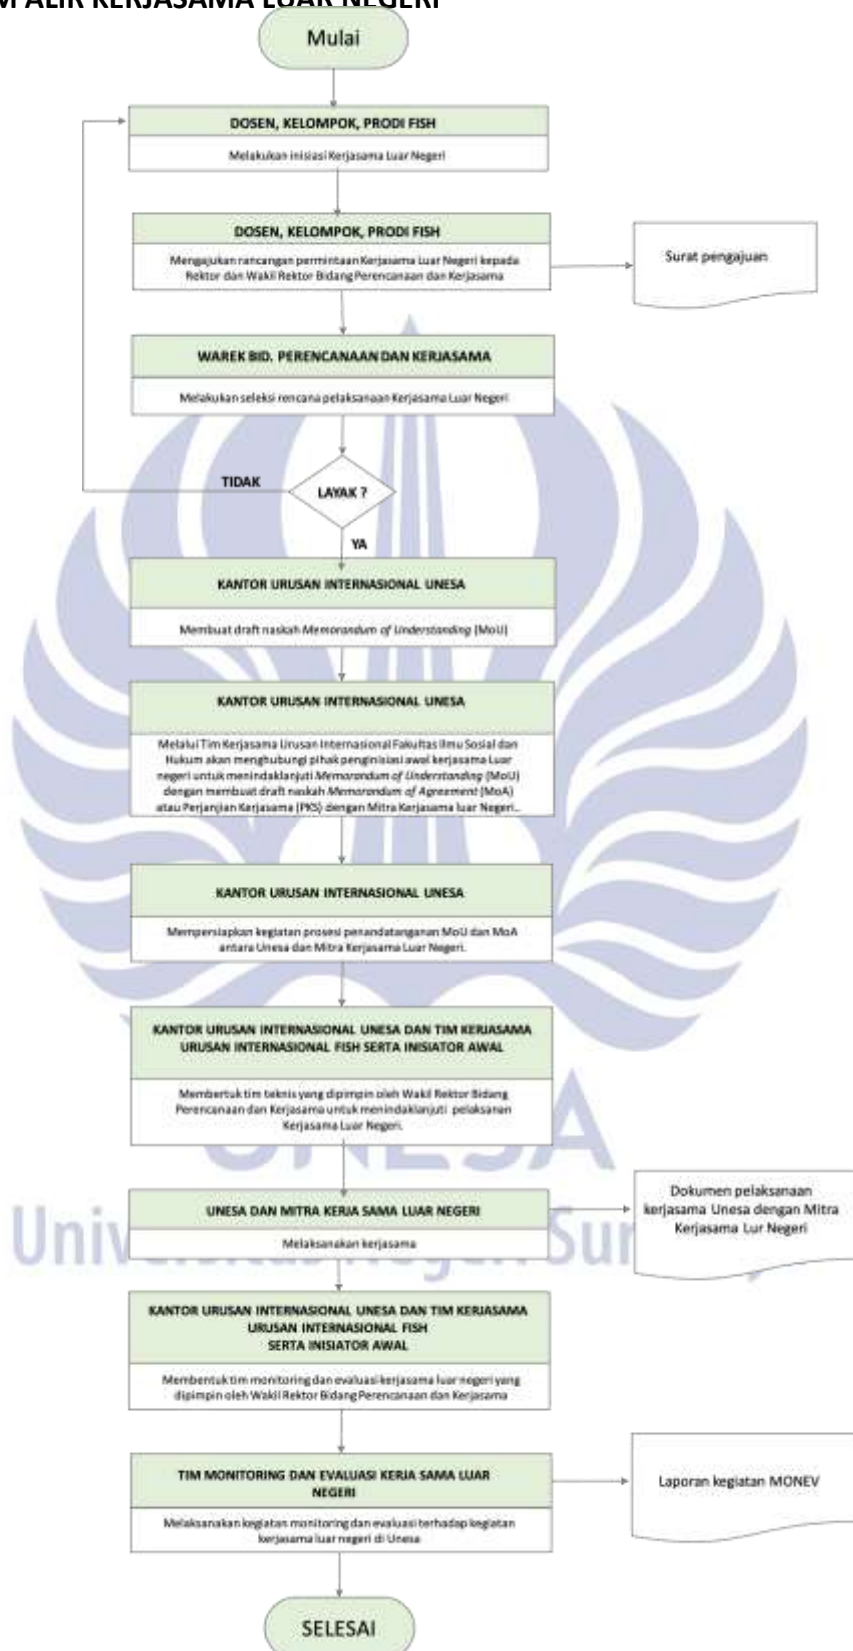 M ALIR KERJASAMA LUAR NEGERI
Mulai
DOSEN, KELOMPOK, PRODI FISH
Melakukan inisiasi Kerjasama Luar Negeri
DOSEN, KELOMPOK, PRODI FISH
Mengajukan rancangan permintaan Kerjasama Luar Negeri kepada
Rektor dan Wakil Rektor Bidang Perencanaan dan Kerjasama
Surat pengajuan
WAREK BID. PERENCANAAN DAN KERJASAMA
Melakukan seleksi rencana pelaksanaan Kerjasama Luar Negeri
TIDAK
LAYAK ?
YA
KANTOR URUSAN INTERNASIONAL UNESA
Membuat draft naskah Memorandum of Understanding (MoU)
KANTOR URUSAN INTERNASIONAL UNESA
Melalui Tim Kerjasama Urusan Internasional Fakultas Ilmu Sosial dan
Hukum akan menghubungi pihak penginisiasi awal kerjasama Luar
negeri untuk menindaklanjuti Memorandum of Understanding (MoU)
dengan membuat draft naskah Memorandum of Agreement (MoA)
atau Perjanjian Kerjasama (PKS) dengan Mitra Kerjasama luar Negeri..
KANTOR URUSAN INTERNASIONAL UNESA
Mempersiapkan kegiatan prosesi penandatanganan MoU dan MoA
antara Unesa dan Mitra Kerjasama Luar Negeri.
KANTOR URUSAN INTERNASIONAL UNESA DAN TIM KERJASAMA
URUSAN INTERNASIONAL FISH SERTA INISIATOR AWAL
Membertuk tim teknis yang dipimpin oleh Wakil Rektor Bidang
Perencanaan dan Kerjasama untuk menindaklanjuti pelaksanan
Kerjasama Luar Negeri.
UNESA
UNESA DAN MITRA KERJA SAMA LUAR NEGERI
Melaksanakan kerjasama
Dokumen pelaksanaan
kerjasama Unesa dengan Mitra
Kerjasama Lur Negeri
KANTOR URUSAN INTERNASIONAL UNESA DAN TIM KERJASAMA
URUSAN INTERNASIONAL FISH
SERTA INISIATOR AWAL
Membentuk tim monitoring dan evaluasi kerjasama luar negeri yang
dipimpin oleh Wakil Rektor Bidang Perencanaan dan Kerjasama
TIM MONITORING DAN EVALUASI KERJA SAMA LUAR
NEGERI
Melaksanakan kegiatan monitoring dan evaluasi terhadap kegiatan
kerjasama luar negeri di Unesa
Laporan kegiatan MONEV
SELESAI